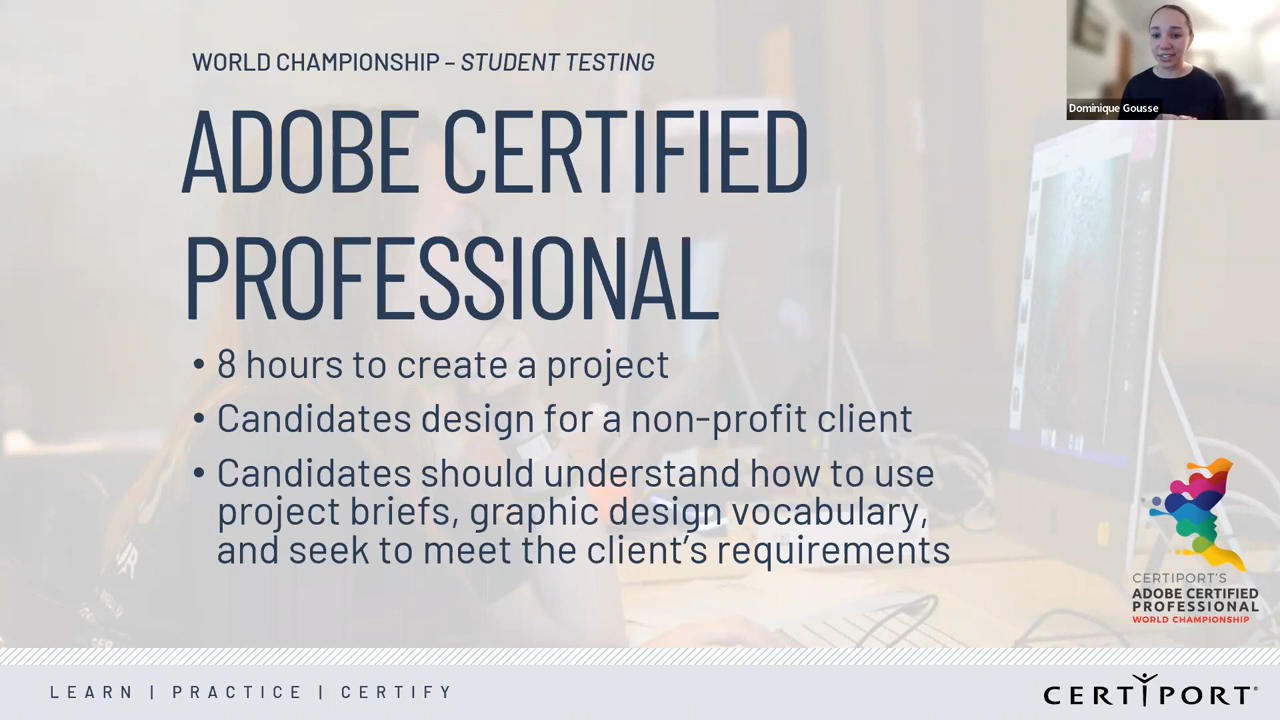 WORLD CHAMPIONSHIP – STUDENT TESTING
Dominique Gousse
ADOBE CERTIFIED
PROFESSIONAL
• 8 hours to create a project
• Candidates design for a non-profit client
• Candidates should understand how to use
project briefs, graphic design vocabulary,
and seek to meet the client's requirements
CERTIPORT'S
ADOBE CERTIFIED
PROFESSIONAL
WORLD CHAMPIONSHIP
LEARN | PRACTICE | CERTIFY
CERTIPORT